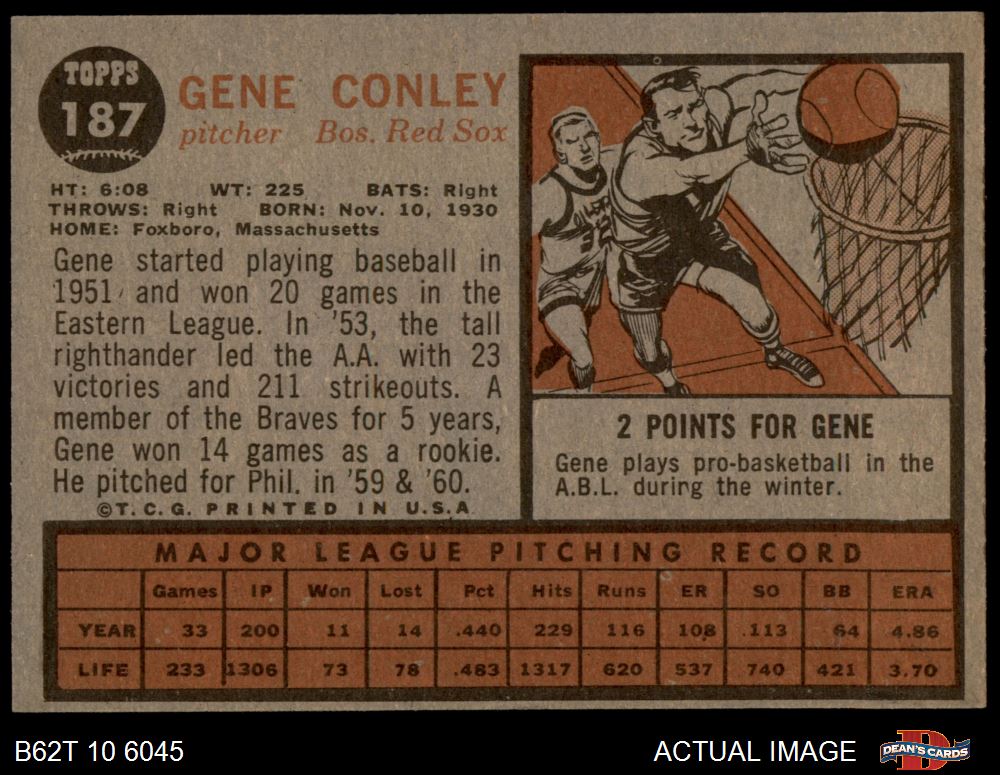 TOPPS
187
GENE CONLEY
pitcher Bos. Red Sox
HT: 6:08 WT: 225 BATS: Right
THROWS: Right BORN: Nov. 10, 1930
HOME: Foxboro, Massachusetts
Gene started playing baseball in
1951 and won 20 games in the
Eastern League. In '53, the tall
righthander led the A.A. with 23
victories and 211 strikeouts. A
member of the Braves for 5 years,
Gene won 14 games as a rookie.
He pitched for Phil. in '59 & '60.
©T.C.G. PRINTED IN U.S.A
2 POINTS FOR GENE
Gene plays pro-basketball in the
A.B.L. during the winter.
MAJOR LEAGUE PITCHING RECORD
Games IP Won Lost Pct Hits Runs ER SO BB ERA
YEAR 33 200 11 14 .440 229 116 108 .113 64 4.86
LIFE 233 1306 73 78 .483 1317 620 537 740 421 3.70
B62T 10 6045 ACTUAL IMAGE DEAN'S CARDS